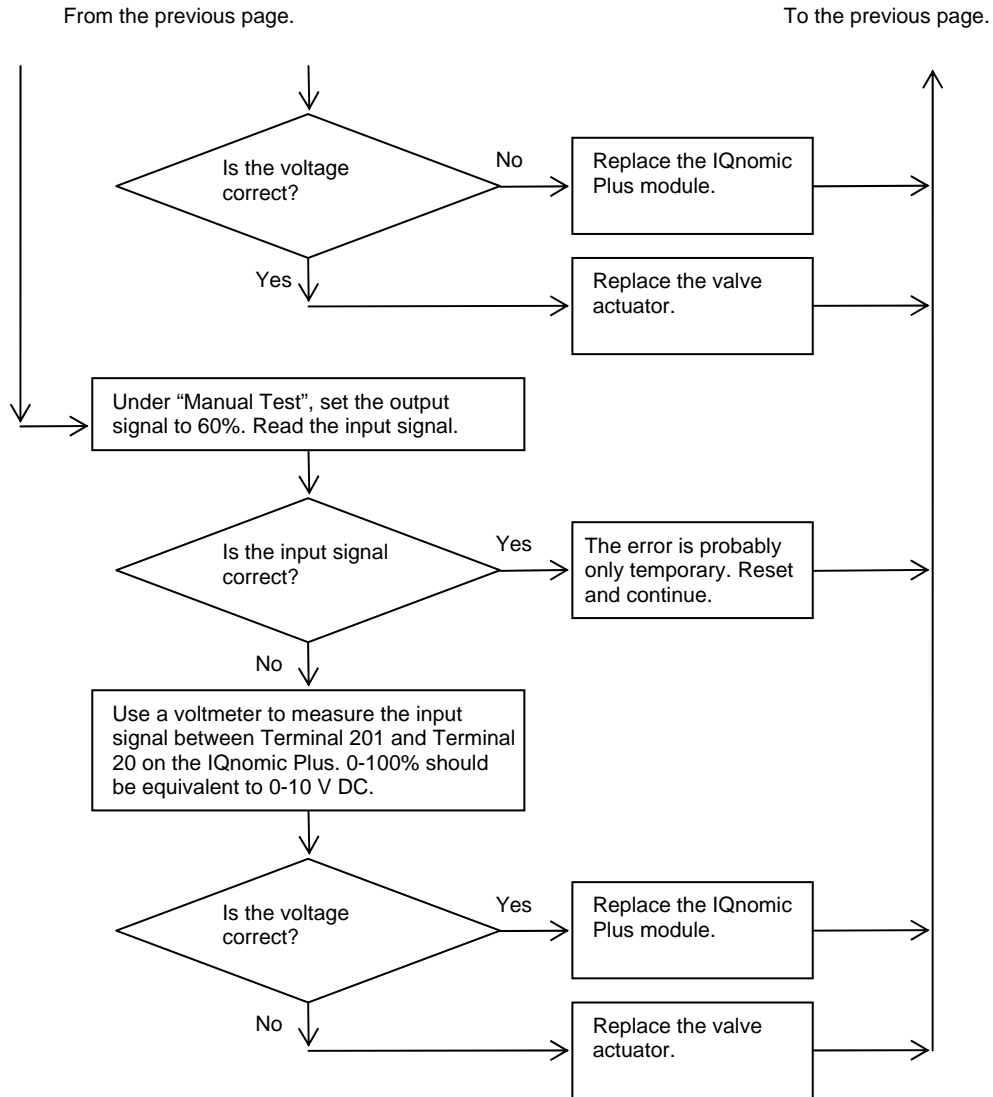 From the previous page.
To the previous page.
Is the voltage
correct?
No
Replace the IQnomic
Plus module.
Yes
Replace the valve
actuator.
Under “Manual Test”, set the output
signal to 60%. Read the input signal.
Is the input signal
correct?
Yes
The error is probably
only temporary. Reset
and continue.
No
Use a voltmeter to measure the input
signal between Terminal 201 and Terminal
20 on the IQnomic Plus. 0-100% should
be equivalent to 0-10 V DC.
Is the voltage
correct?
Yes
Replace the IQnomic
Plus module.
No
Replace the valve
actuator.